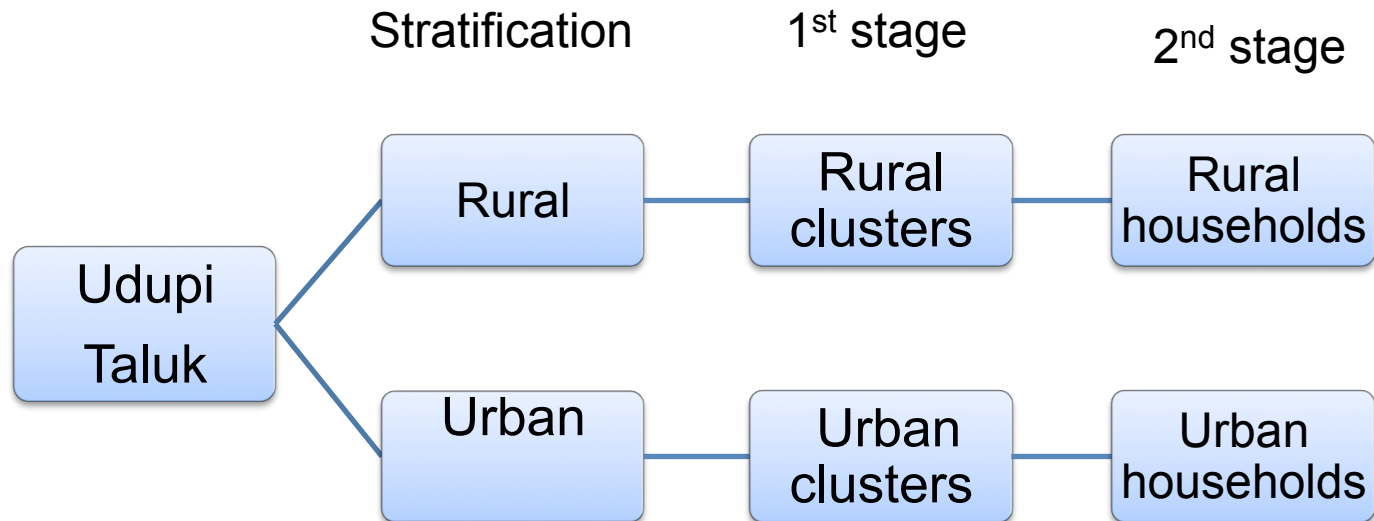 Stratification
1st stage
2nd stage
Rural
Rural
clusters
Rural
households
Udupi
Taluk
Urban
Urban
clusters
Urban
households